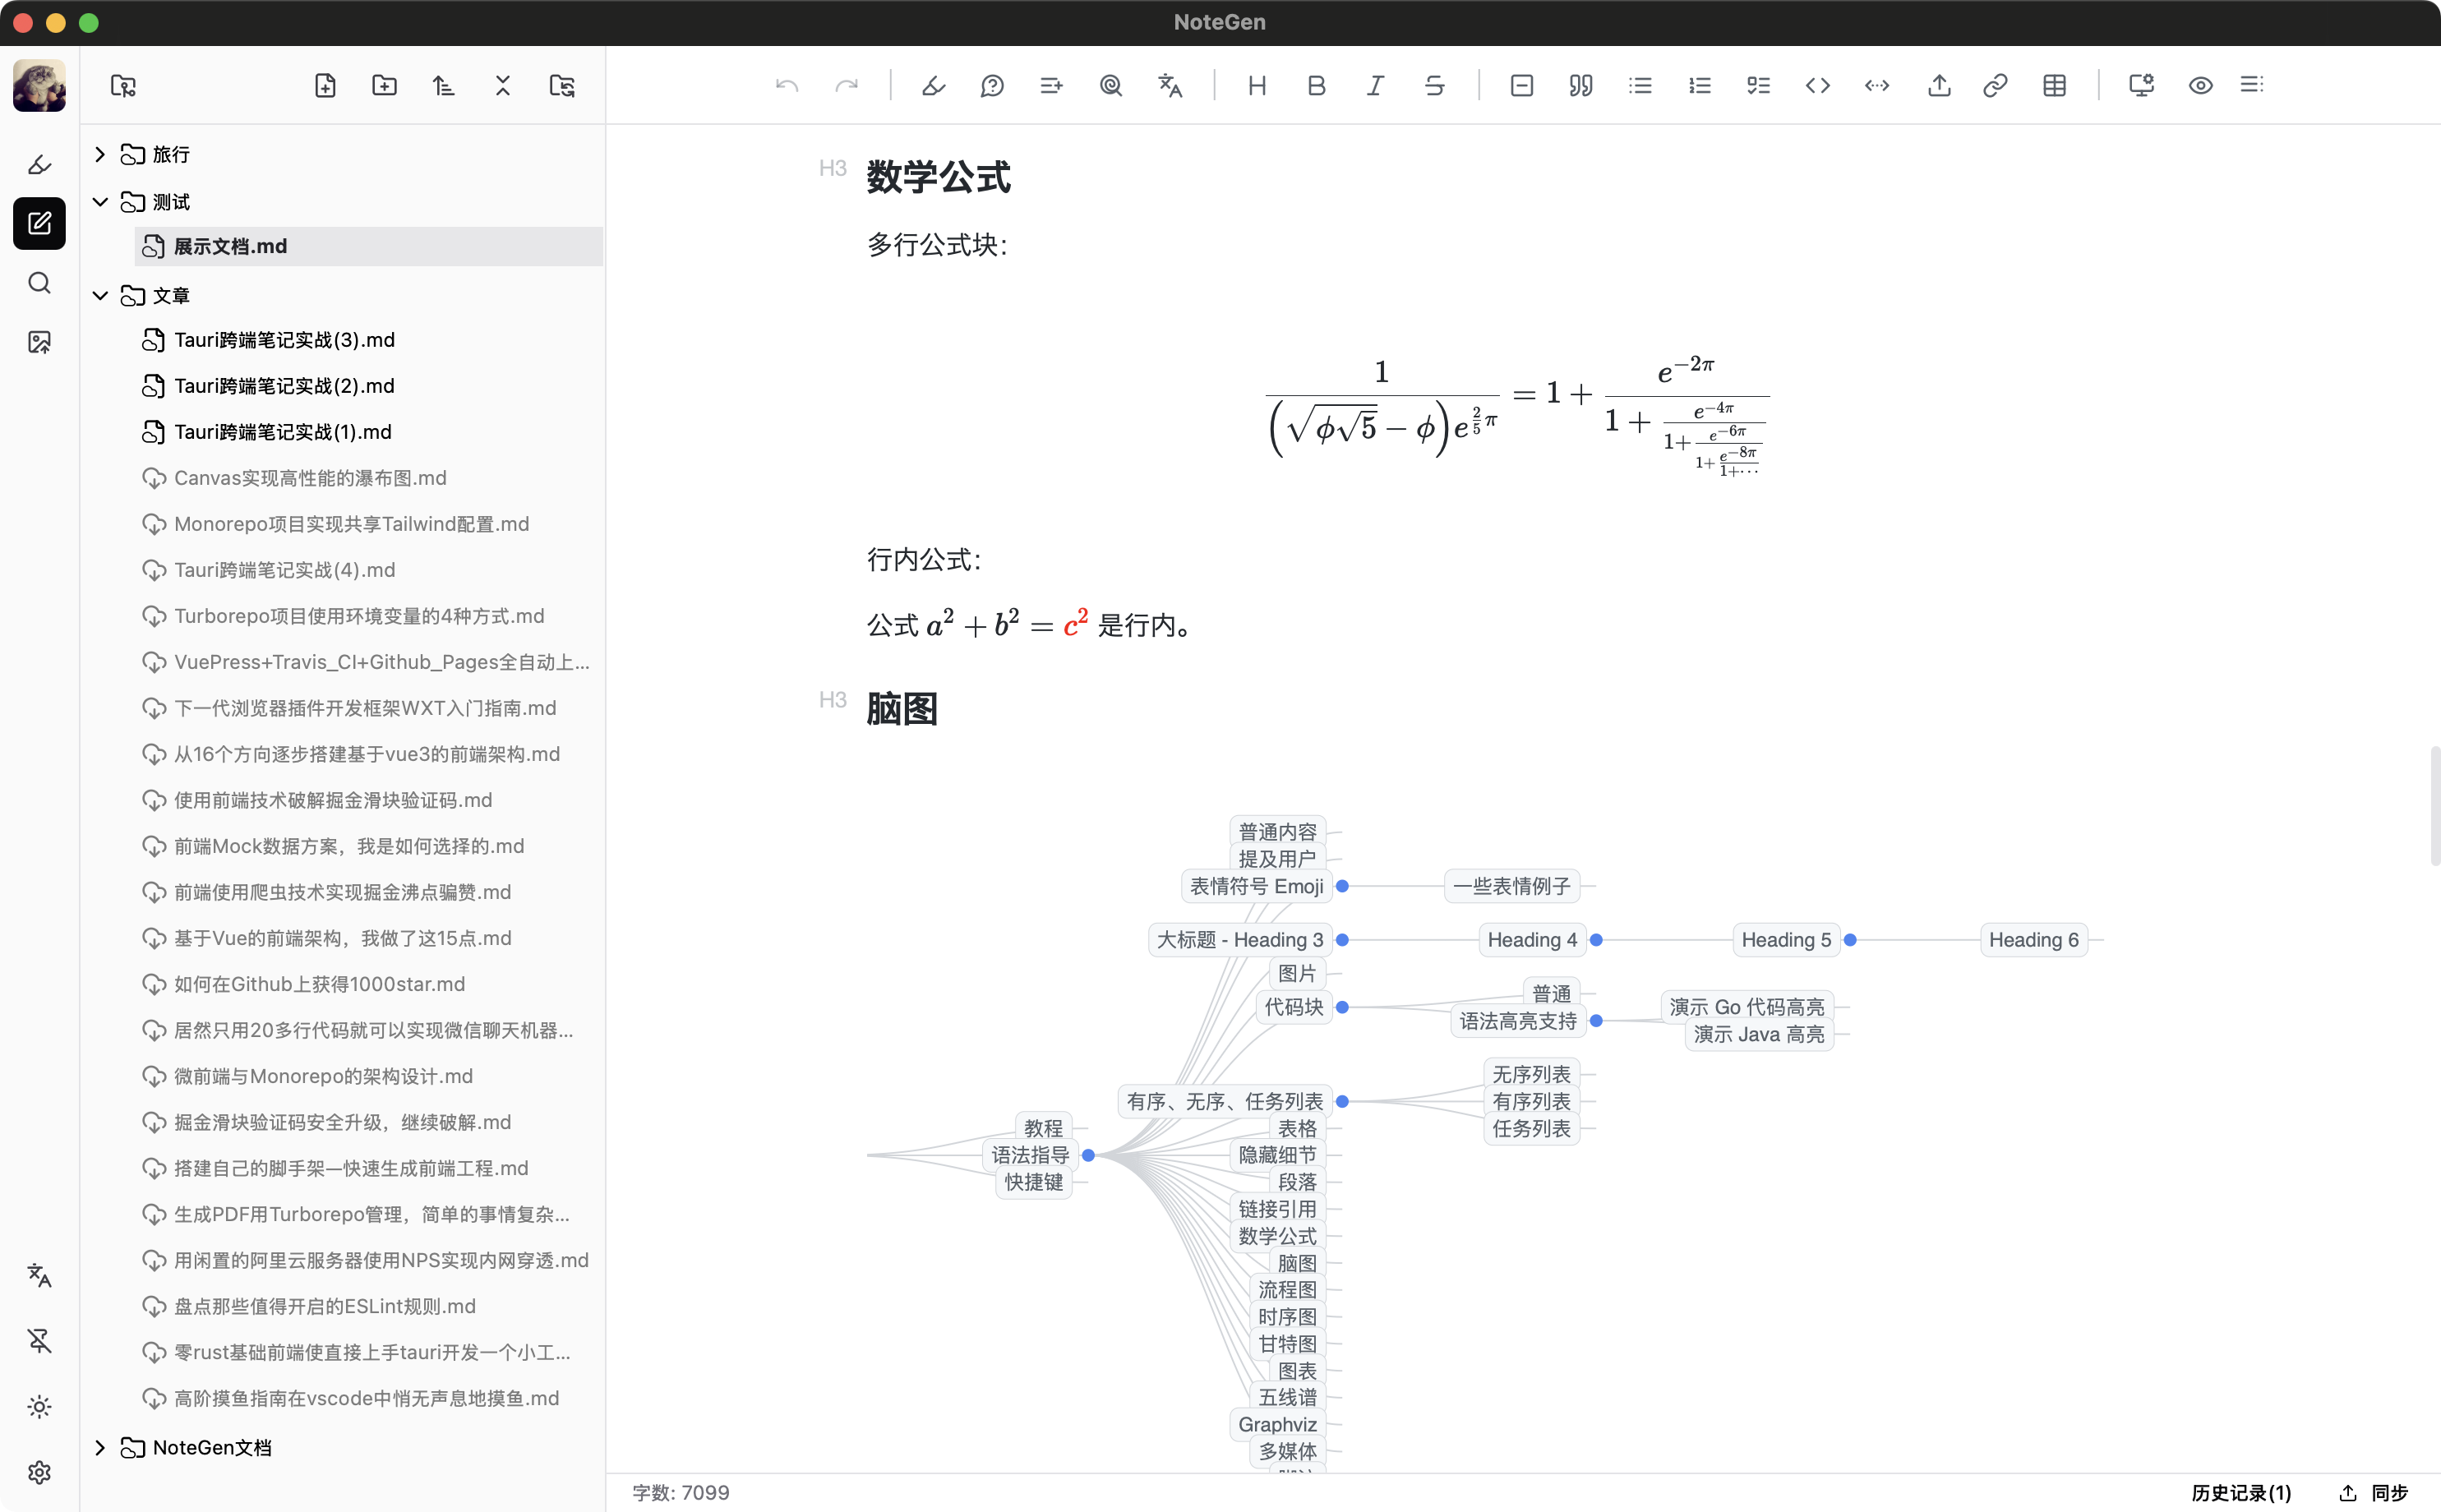 NoteGen
旅行
测试
展示文档.md
文章
Tauri跨端笔记实战(3).md
Tauri跨端笔记实战(2).md
Tauri跨端笔记实战(1).md
Canvas实现高性能的瀑布图.md
Monorepo项目实现共享Tailwind配置.md
Tauri跨端笔记实战(4).md
Turborepo项目使用环境变量的4种方式.md
VuePress+Travis_CI+Github_Pages全自动上...
下一代浏览器插件开发框架WXT入门指南.md
从16个方向逐步搭建基于vue3的前端架构.md
使用前端技术破解掘金滑块验证码.md
前端Mock数据方案，我是如何选择的.md
前端使用爬虫技术实现掘金沸点骗赞.md
基于Vue的前端架构，我做了这15点.md
如何在Github上获得1000star.md
居然只用20多行代码就可以实现微信聊天机器...
微前端与Monorepo的架构设计.md
掘金滑块验证码安全升级，继续破解.md
搭建自己的脚手架—快速生成前端工程.md
生成PDF用Turborepo管理，简单的事情复杂...
用闲置的阿里云服务器使用NPS实现内网穿透.md
盘点那些值得开启的ESLint规则.md
零rust基础前端使直接上手tauri开发一个小工...
高阶摸鱼指南在vscode中悄无声息地摸鱼.md
NoteGen文档
H3 数学公式
多行公式块：
\frac{1}{(\sqrt{\phi\sqrt{5}}-\phi)e^{\frac{2}{5}\pi}} = 1+\frac{e^{-2\pi}}{1+\frac{e^{-4\pi}}{1+\frac{e^{-6\pi}}{1+\frac{e^{-8\pi}}{1+\cdots}}}}
行内公式：
公式 a² + b² = c² 是行内。
H3 脑图
普通内容
提及用户
表情符号 Emoji 一些表情例子
大标题 - Heading 3 Heading 4 Heading 5 Heading 6
图片
代码块
普通
语法高亮支持
演示 Go 代码高亮
演示 Java 高亮
有序、无序、任务列表
无序列表
有序列表
任务列表
教程
语法指导
快捷键
表格
隐藏细节
段落
链接引用
数学公式
脑图
流程图
时序图
甘特图
图表
五线谱
Graphviz
多媒体
字数: 7099
历史记录(1) 同步